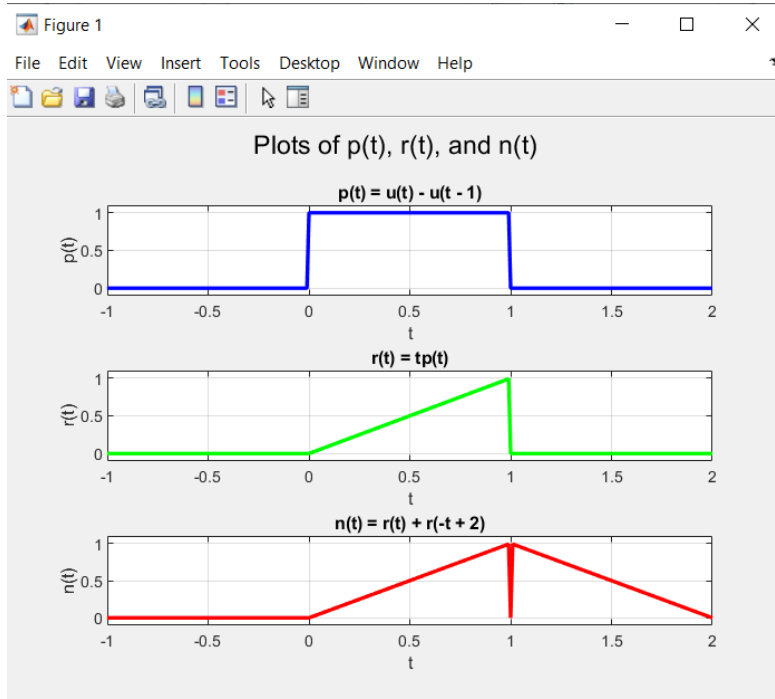 Figure 1
File Edit View Insert Tools Desktop Window Help
Plots of p(t), r(t), and n(t)
p(t) = u(t) - u(t - 1)
p(t)
1
0.5
0
-1 -0.5 0 0.5 1 1.5 2
t
r(t) = tp(t)
r(t)
1
0.5
0
-1 -0.5 0 0.5 1 1.5 2
t
n(t) = r(t) + r(-t + 2)
n(t)
1
0.5
0
-1 -0.5 0 0.5 1 1.5 2
t